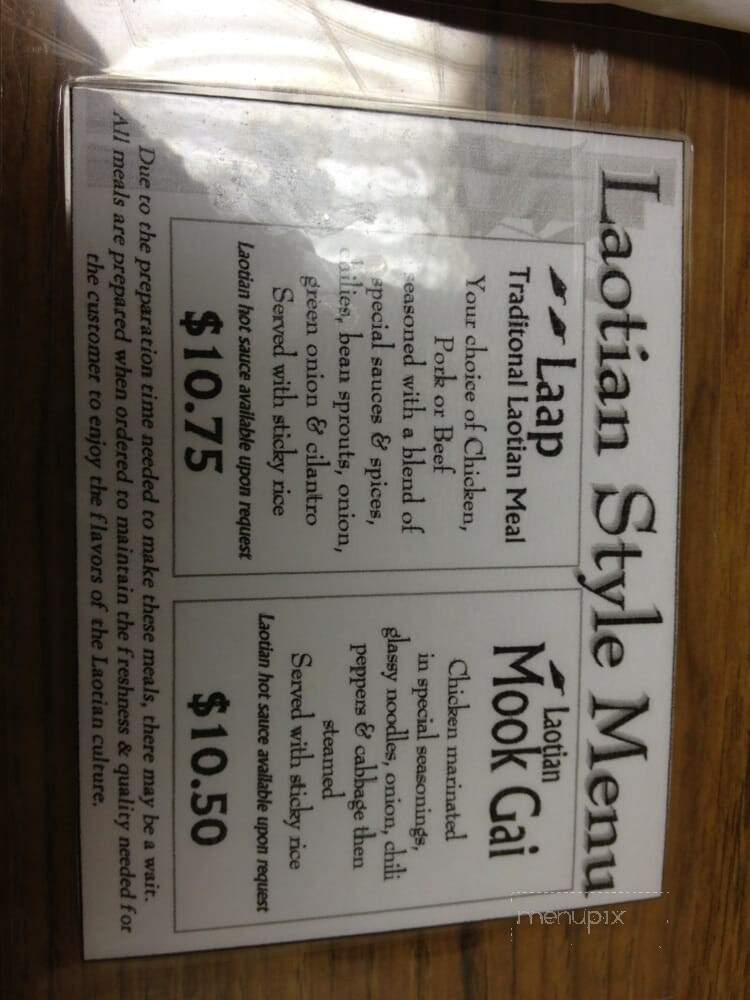 Laotian Style Menu
Laap
Traditonal Laotian Meal
Your choice of Chicken,
Pork or Beef
seasoned with a blend of
special sauces & spices,
chilies, bean sprouts, onion,
green onion & cilantro
Served with sticky rice
Laotian hot sauce available upon request
$10.75
Laotian
Mook Gai
Chicken marinated
in special seasonings,
glassy noodles, onion, chili
peppers & cabbage then
steamed
Served with sticky rice
Laotian hot sauce available upon request
$10.50
Due to the preparation time needed to make these meals, there may be a wait.
All meals are prepared when ordered to maintain the freshness & quality needed for
the customer to enjoy the flavors of the Laotian culture.
menupix